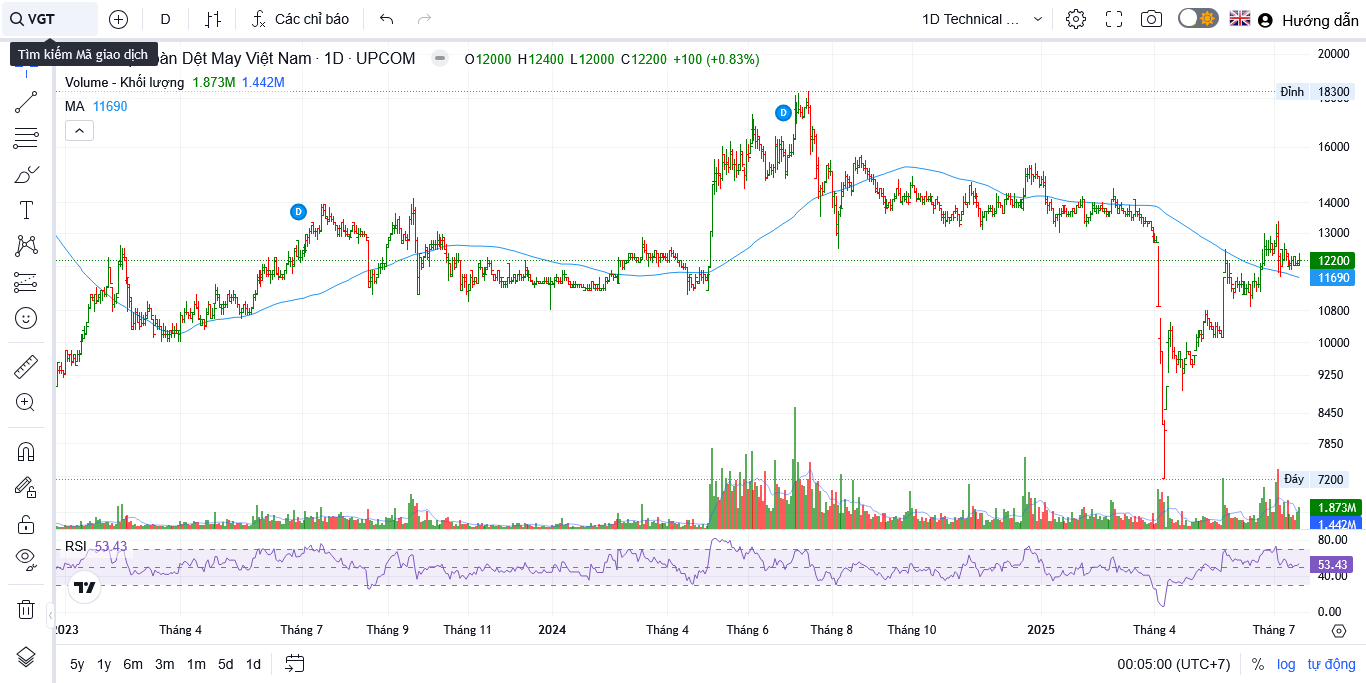 VGT D Các chỉ báo 1D Technical ... Hướng dẫn
Tìm kiếm Mã giao dịch
Dệt May Việt Nam · 1D · UPCOM O12000 H12400 L12000 C12200 +100 (+0.83%)
Volume - Khối lượng 1.873M 1.442M
MA 11690
D
D
20000
Đỉnh 18300
16000
14000
13000
12200
11690
10800
10000
9250
8450
7850
Đáy 7200
1.873M
1.442M
RSI 53.43
80.00
53.43
40.00
0.00
2023 Tháng 4 Tháng 7 Tháng 9 Tháng 11 2024 Tháng 4 Tháng 6 Tháng 8 Tháng 10 2025 Tháng 4 Tháng 7
5y 1y 6m 3m 1m 5d 1d 00:05:00 (UTC+7) % log tự động